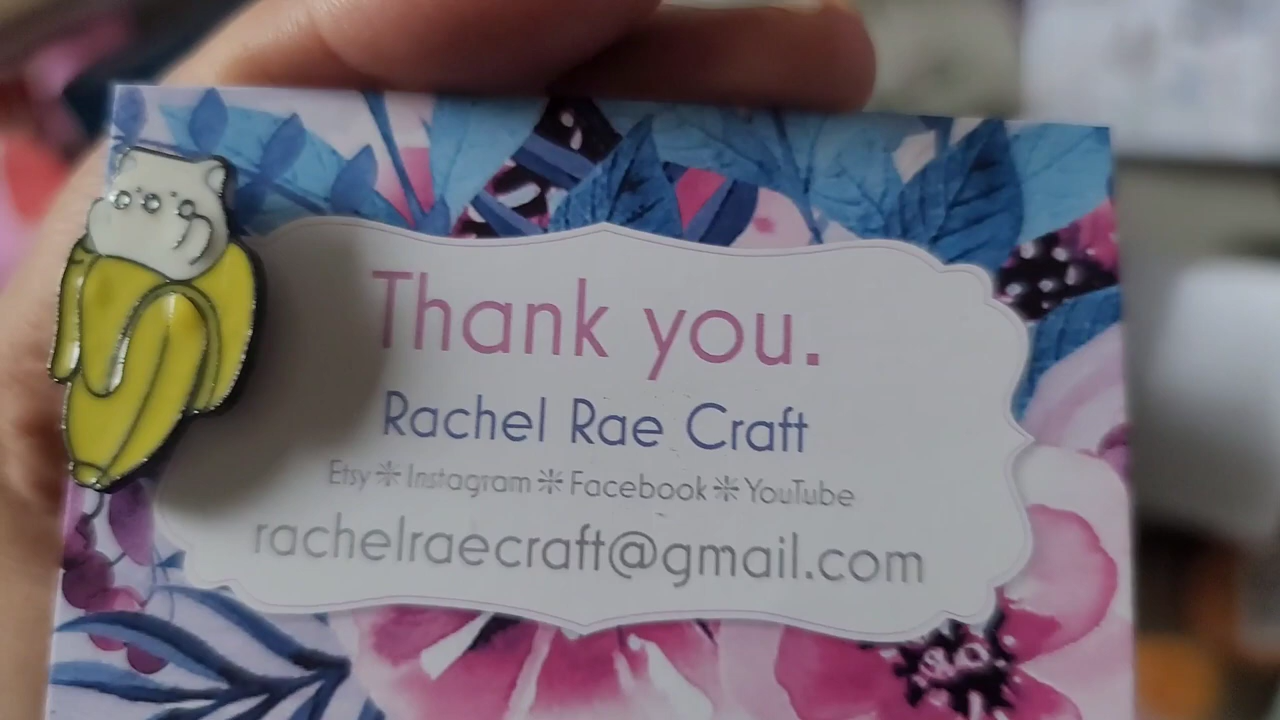 Thank you.
Rachel Rae Craft
Etsy✻Instagram✻Facebook✻YouTube
rachelraecraft@gmail.com